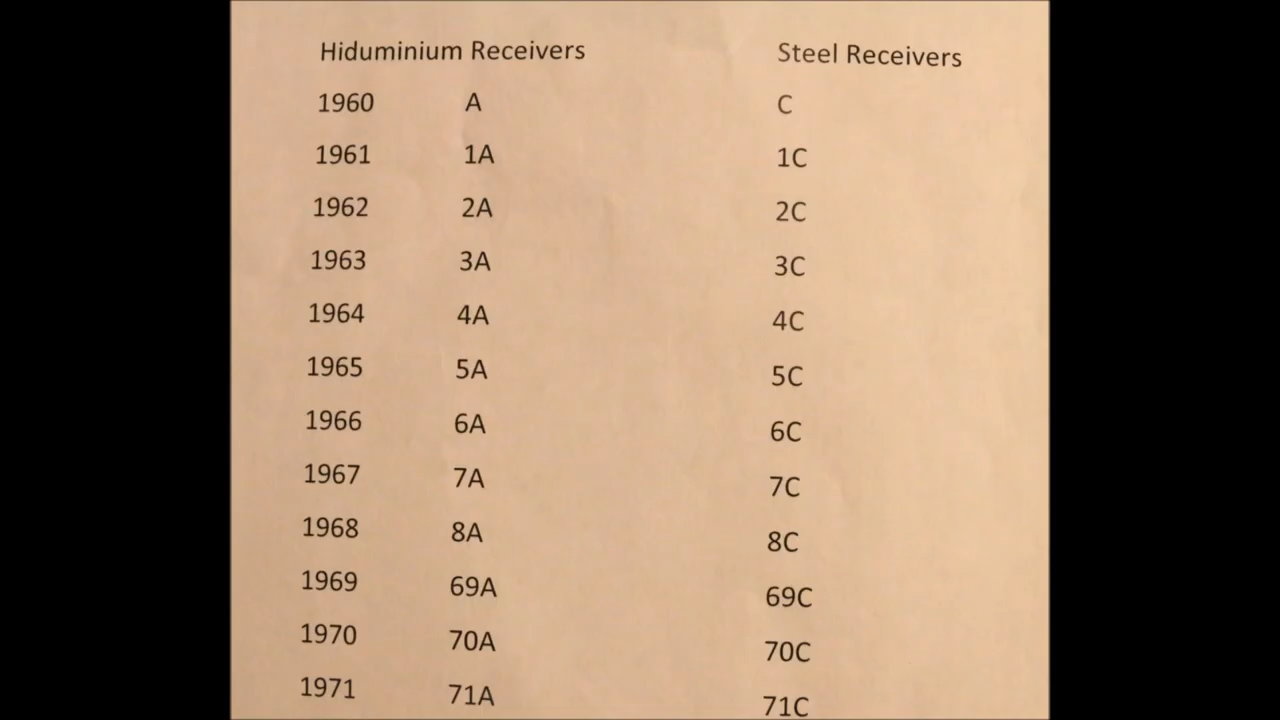 Hiduminium Receivers Steel Receivers
1960 A C
1961 1A 1C
1962 2A 2C
1963 3A 3C
1964 4A 4C
1965 5A 5C
1966 6A 6C
1967 7A 7C
1968 8A 8C
1969 69A 69C
1970 70A 70C
1971 71A 71C